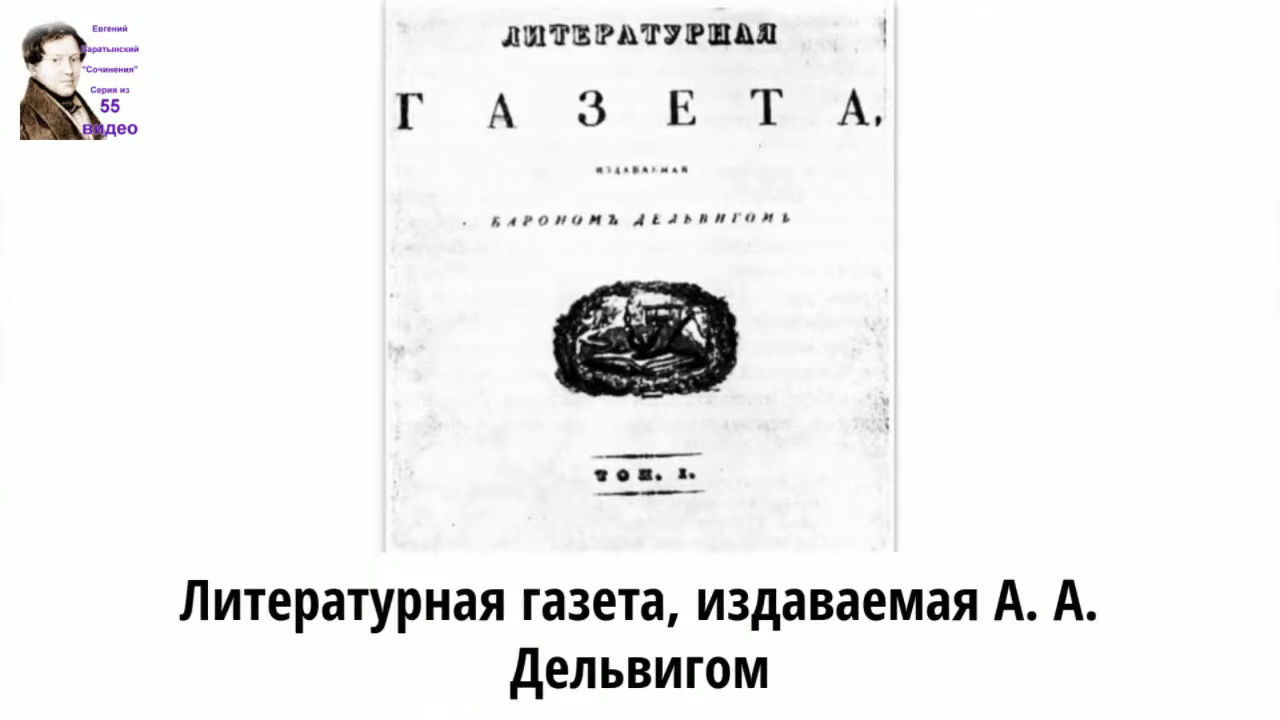 Евгений
Баратынский
"Сочинения"
Серия из
55
видео
ЛИТЕРАТУРНАЯ
ГАЗЕТА,
ИЗДАВАЕМАЯ
БАРОНОМЪ ДЕЛЬВИГОМЪ
ТОМ. I.
Литературная газета, издаваемая А. А.
Дельвигом